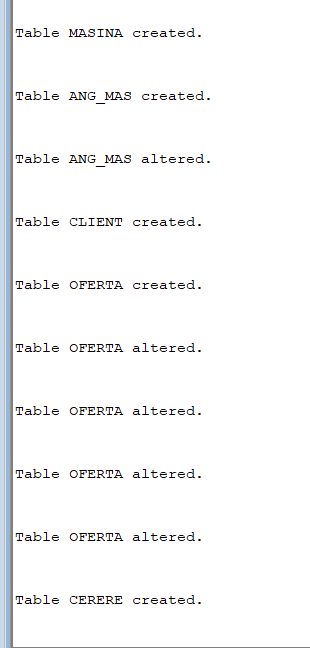 Table MASINA created.
Table ANG_MAS created.
Table ANG_MAS altered.
Table CLIENT created.
Table OFERTA created.
Table OFERTA altered.
Table OFERTA altered.
Table OFERTA altered.
Table OFERTA altered.
Table CERERE created.